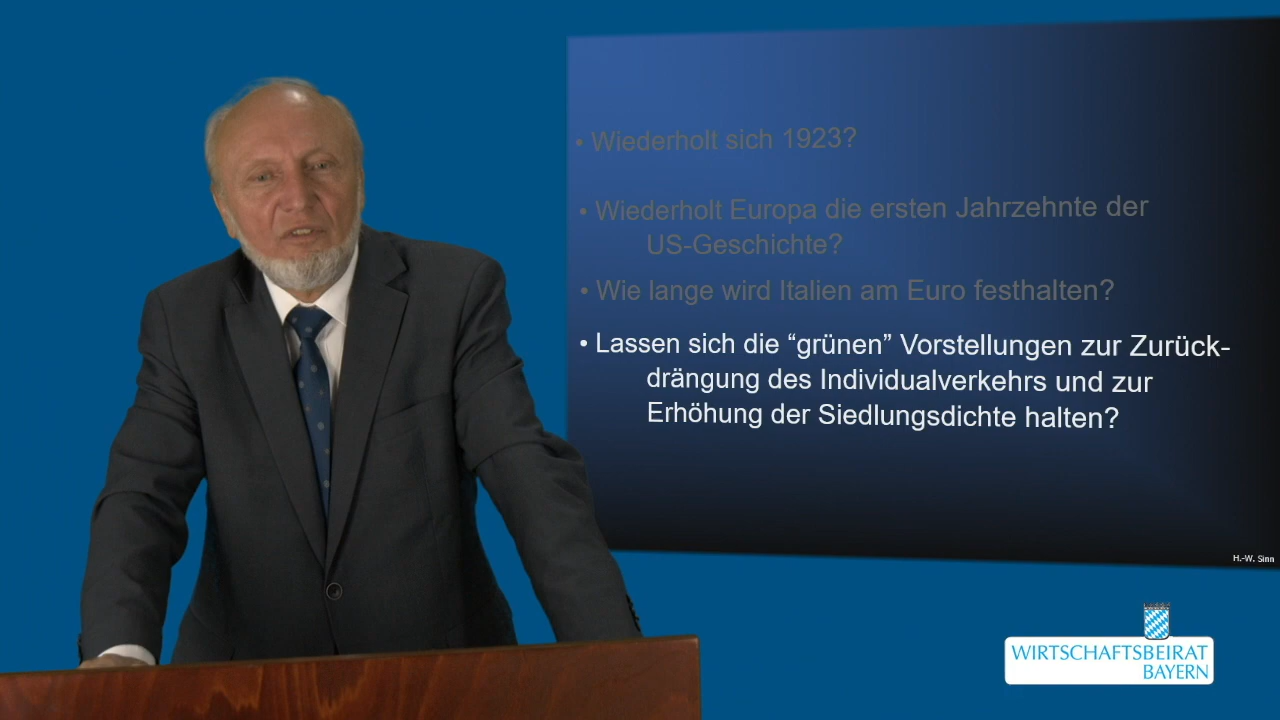 • Wiederholt sich 1923?
• Wiederholt Europa die ersten Jahrzehnte der
US-Geschichte?
• Wie lange wird Italien am Euro festhalten?
• Lassen sich die “grünen” Vorstellungen zur Zurück-
drängung des Individualverkehrs und zur
Erhöhung der Siedlungsdichte halten?
H.-W. Sinn
WIRTSCHAFTSBEIRAT
BAYERN